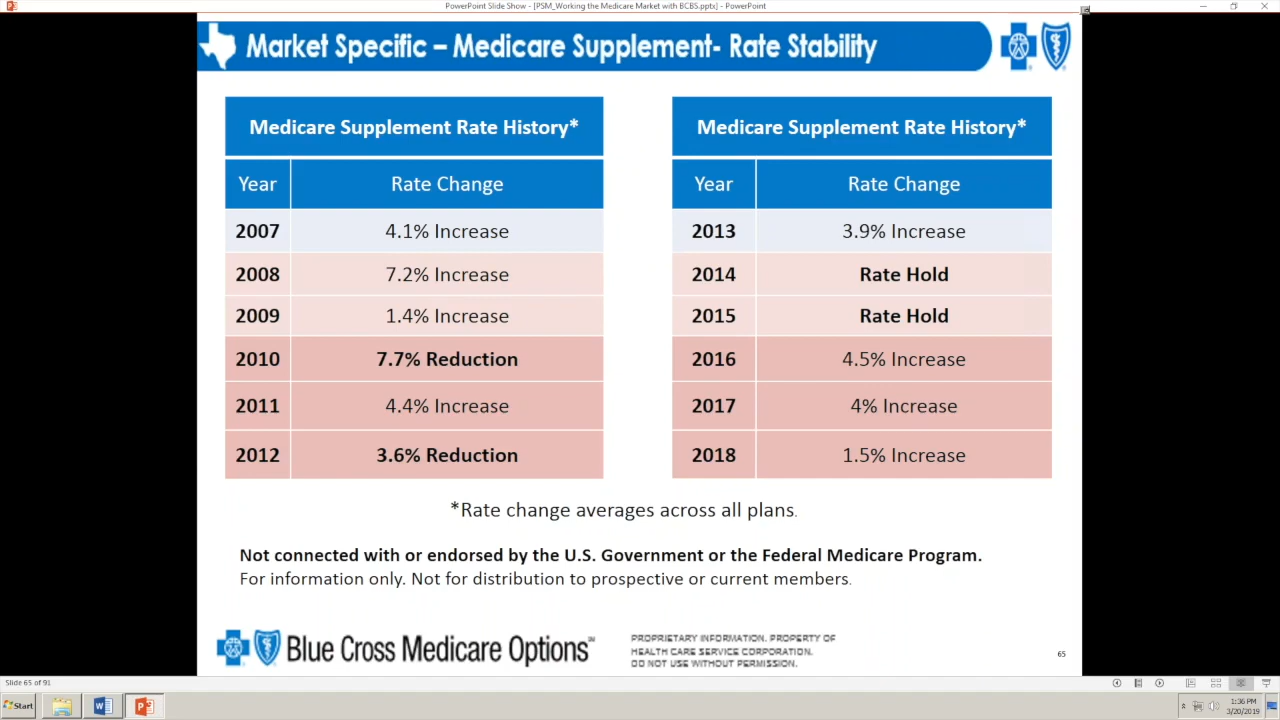 PowerPoint Slide Show - [PSM_Working the Medicare Market with BCBS.pptx] - PowerPoint
Market Specific – Medicare Supplement- Rate Stability
Medicare Supplement Rate History*
Year Rate Change
2007 4.1% Increase
2008 7.2% Increase
2009 1.4% Increase
2010 7.7% Reduction
2011 4.4% Increase
2012 3.6% Reduction
Medicare Supplement Rate History*
Year Rate Change
2013 3.9% Increase
2014 Rate Hold
2015 Rate Hold
2016 4.5% Increase
2017 4% Increase
2018 1.5% Increase
*Rate change averages across all plans.
Not connected with or endorsed by the U.S. Government or the Federal Medicare Program.
For information only. Not for distribution to prospective or current members.
Blue Cross Medicare Options℠
PROPRIETARY INFORMATION. PROPERTY OF
HEALTH CARE SERVICE CORPORATION.
DO NOT USE WITHOUT PERMISSION.
65
Slide 65 of 91
Start
1:36 PM
3/20/2019